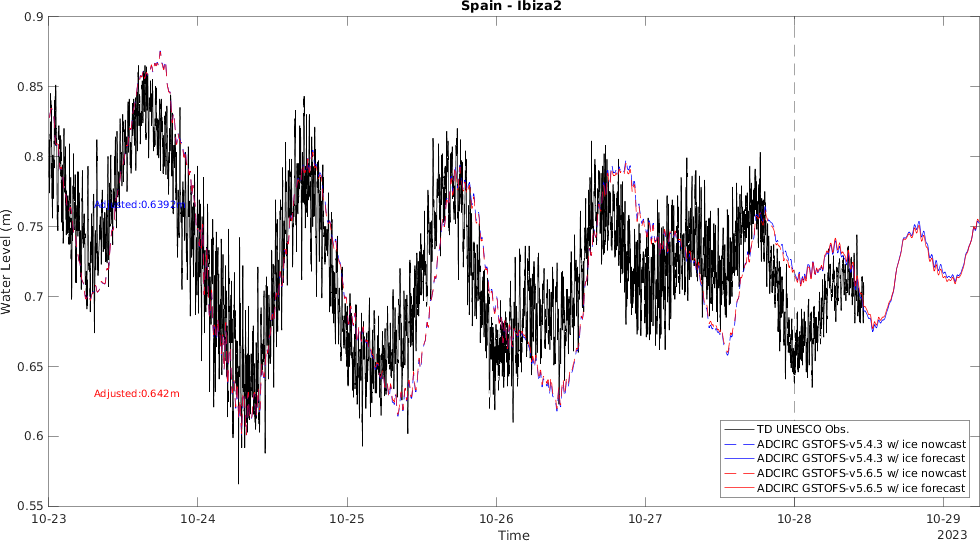 Spain - Ibiza2
0.9
0.85
0.8
0.75
0.7
0.65
0.6
0.55
Water Level (m)
Adjusted:0.6392m
Adjusted:0.642m
TD UNESCO Obs.
ADCIRC GSTOFS-v5.4.3 w/ ice nowcast
ADCIRC GSTOFS-v5.4.3 w/ ice forecast
ADCIRC GSTOFS-v5.6.5 w/ ice nowcast
ADCIRC GSTOFS-v5.6.5 w/ ice forecast
10-23 10-24 10-25 10-26 10-27 10-28 10-29
Time
2023